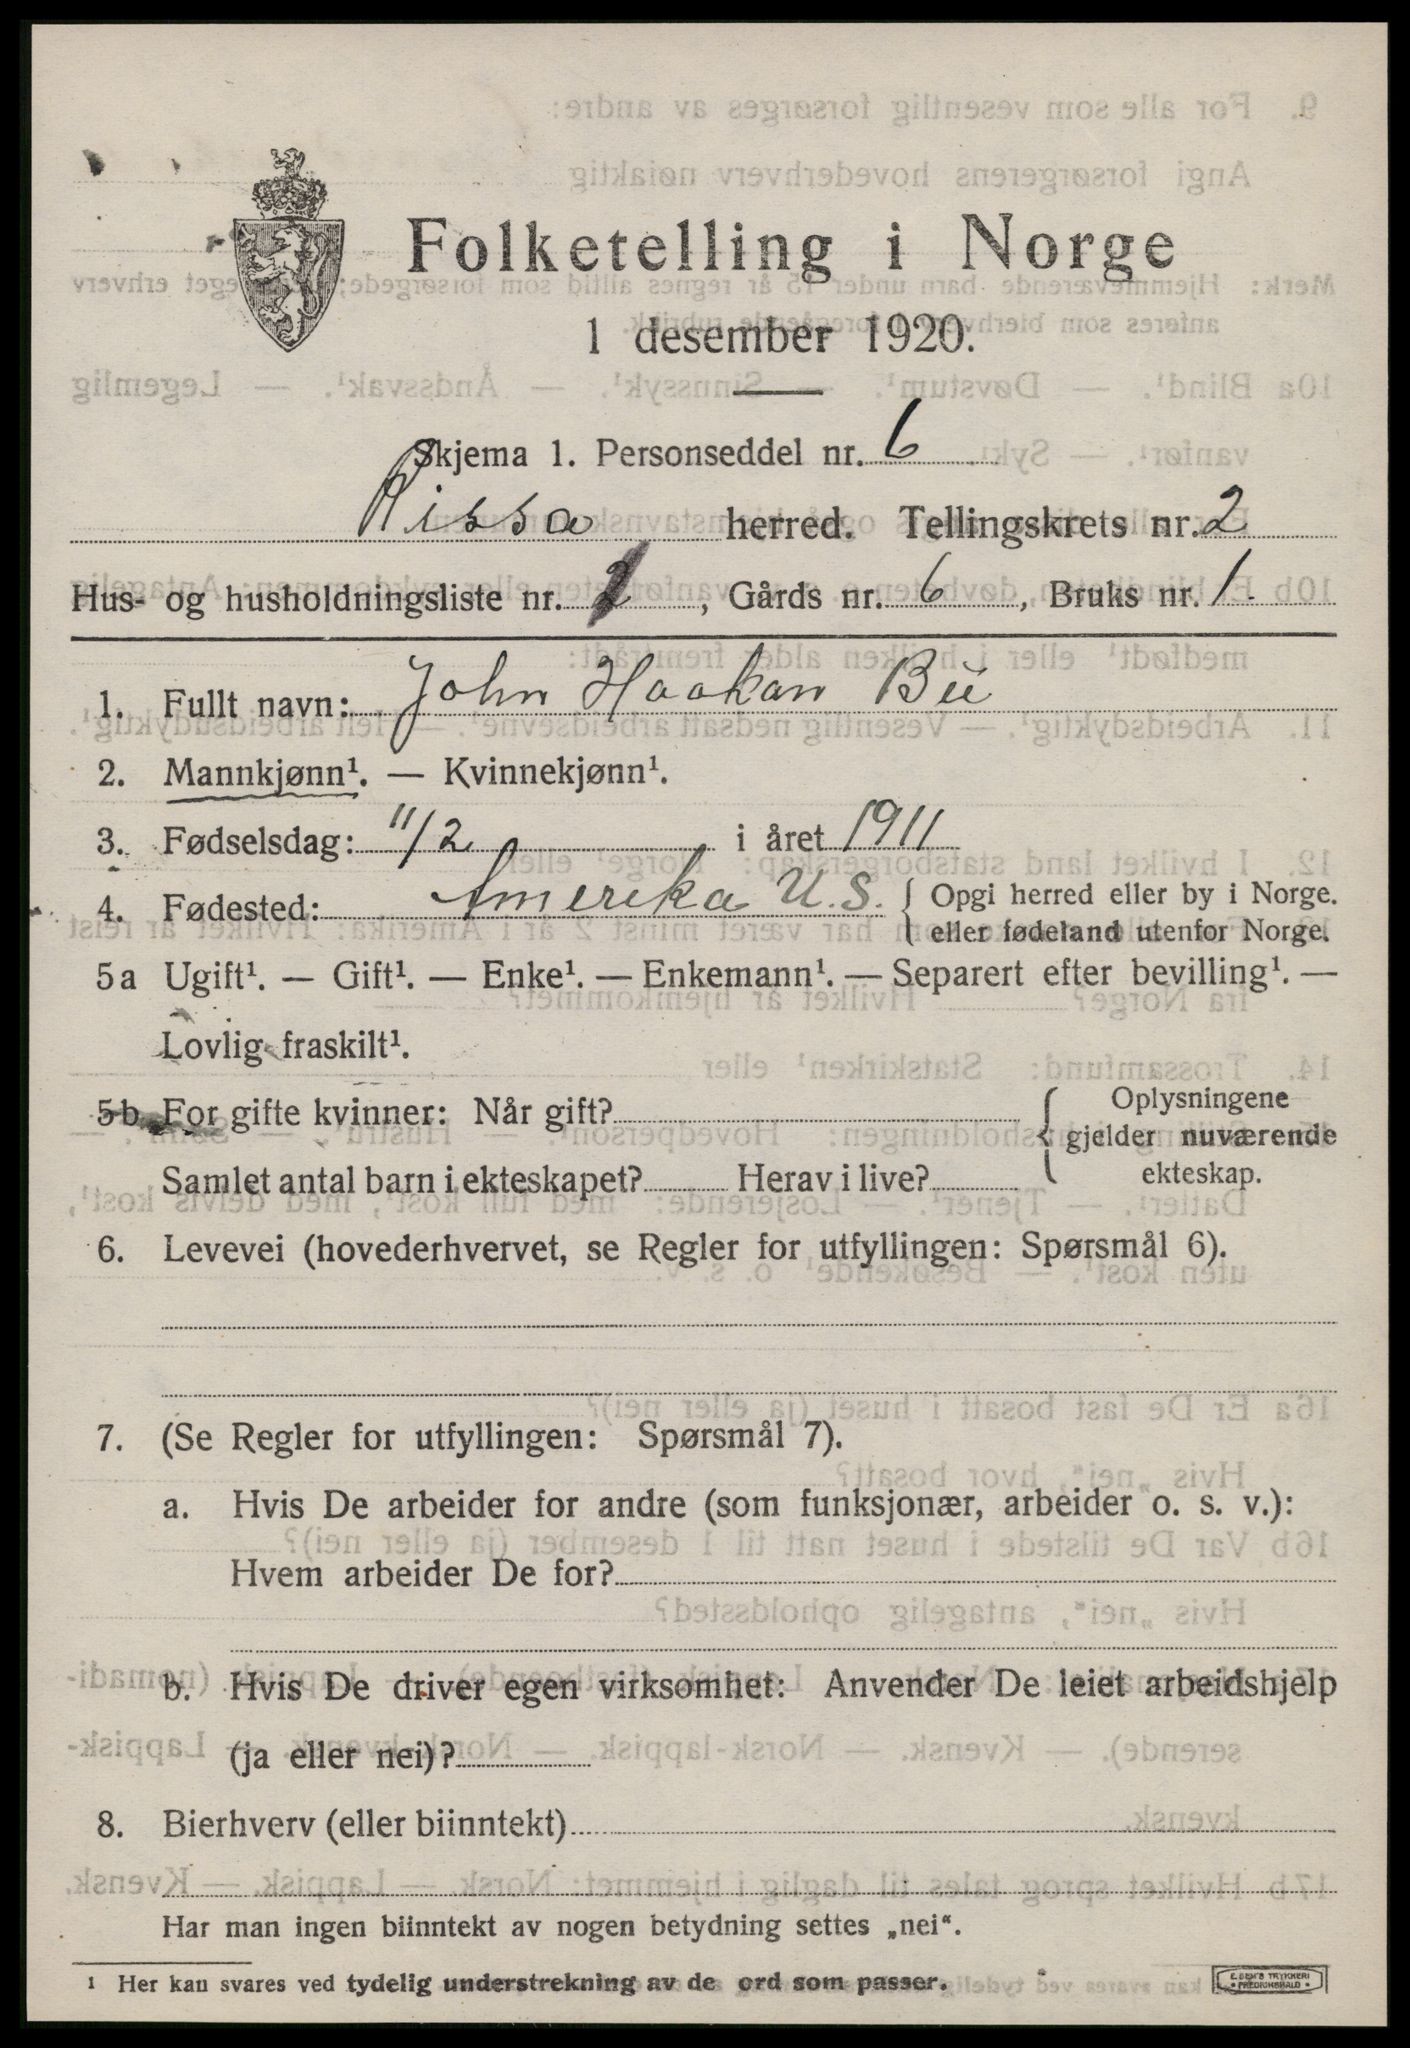 Folketelling i Norge
1 desember 1920.
Skjema 1. Personseddel nr. 6
Rissa herred. Tellingskrets nr. 2
Hus- og husholdningsliste nr. 2, Gårds nr. 6, Bruks nr. 1.
1. Fullt navn: John Haakan Bü
2. Mannkjønn¹. — Kvinnekjønn¹.
3. Fødselsdag: 11/2 i året 1911
4. Fødested: Amerika U.S. { Opgi herred eller by i Norge.
eller fødeland utenfor Norge.
5a Ugift¹. — Gift¹. — Enke¹. — Enkemann¹. — Separert efter bevilling¹. —
Lovlig fraskilt¹.
5b For gifte kvinner: Når gift? { Oplysningene
gjelder nuværende
Samlet antal barn i ekteskapet? Herav i live? ekteskap.
6. Levevei (hovederhvervet, se Regler for utfyllingen: Spørsmål 6).
7. (Se Regler for utfyllingen: Spørsmål 7).
a. Hvis De arbeider for andre (som funksjonær, arbeider o. s. v.):
Hvem arbeider De for?
b. Hvis De driver egen virksomhet: Anvender De leiet arbeidshjelp
(ja eller nei)?
8. Bierhverv (eller biinntekt)
Har man ingen biinntekt av nogen betydning settes „nei“.
¹ Her kan svares ved tydelig understrekning av de ord som passer.
E. SEM'S TRYKKERI
FREDRIKSHALD